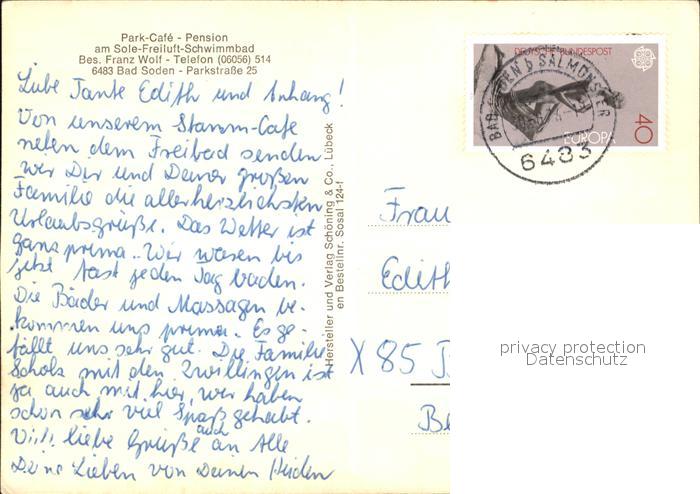 Park-Café - Pension
am Sole-Freiluft-Schwimmbad
Bes. Franz Wolf - Telefon (06056) 514
6483 Bad Soden - Parkstraße 25
Liebe Tante Edith und Anhang!
Von unserem Stamm-Cafe
neben dem Freibad senden
wir Dir und Deiner großen
Familie die allerherzlichsten
Urlaubsgrüße. Das Wetter ist
ganz prima. Wir waren bis
jetzt fast jeden Tag baden.
Die Bäder und Massagen be-
kommen uns prima. Es ge-
fällt uns sehr gut. Die Familie
Scholz mit den Zwillingen ist
ja auch mit hier, wir haben
schon sehr viel Spaß gehabt.
Viele liebe Grüße auch an Alle
Deine Lieben von Deinen
Hersteller und Verlag Schöning & Co., Lübeck
en Bestellnr. Sosal 124-f
DEUTSCHE BUNDESPOST
EUROPA
40
BAD SODEN b SALMÜNSTER
6483
Frau
Edith
X 85
Be
privacy protection
Datenschutz